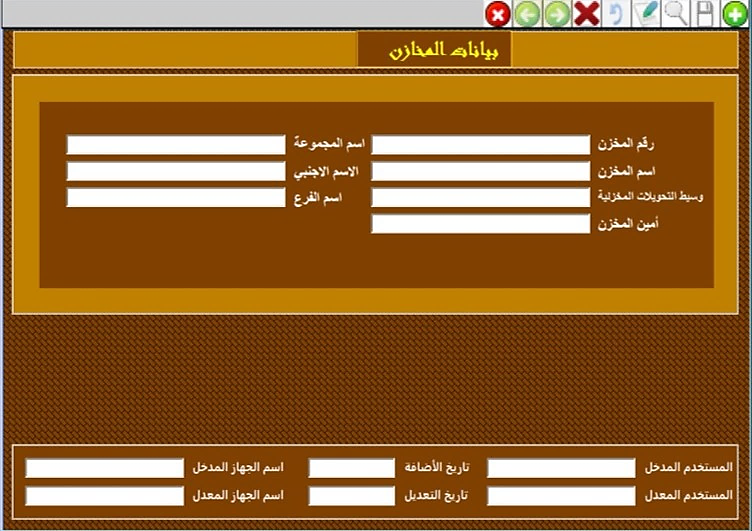 بيانات المخازن
رقم المخزن اسم المجموعة
اسم المخزن الاسم الاجنبي
وسيط التحويلات المخزنية اسم الفرع
أمين المخزن
المستخدم المدخل تاريخ الأضافة اسم الجهاز المدخل
المستخدم المعدل تاريخ التعديل اسم الجهاز المعدل